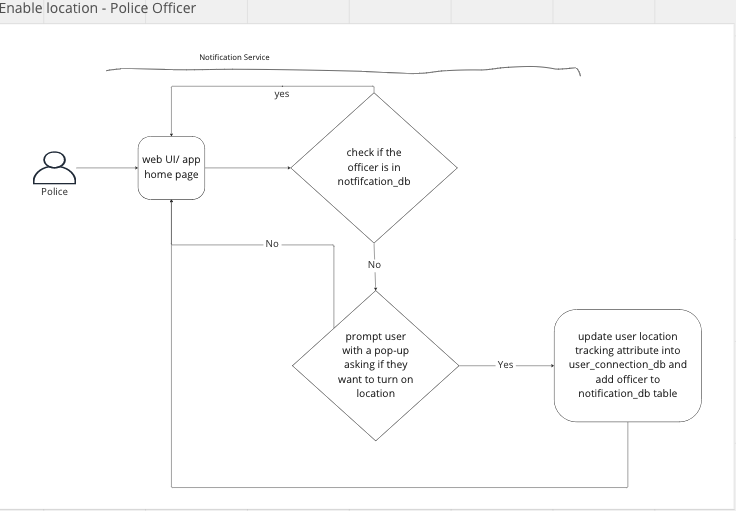 Enable location - Police Officer
Notification Service
yes
check if the
officer is in
notfifcation_db
web UI/ app
home page
Police
No
No
prompt user
with a pop-up
asking if they
want to turn on
location
Yes
update user location
tracking attribute into
user_connection_db and
add officer to
notification_db table